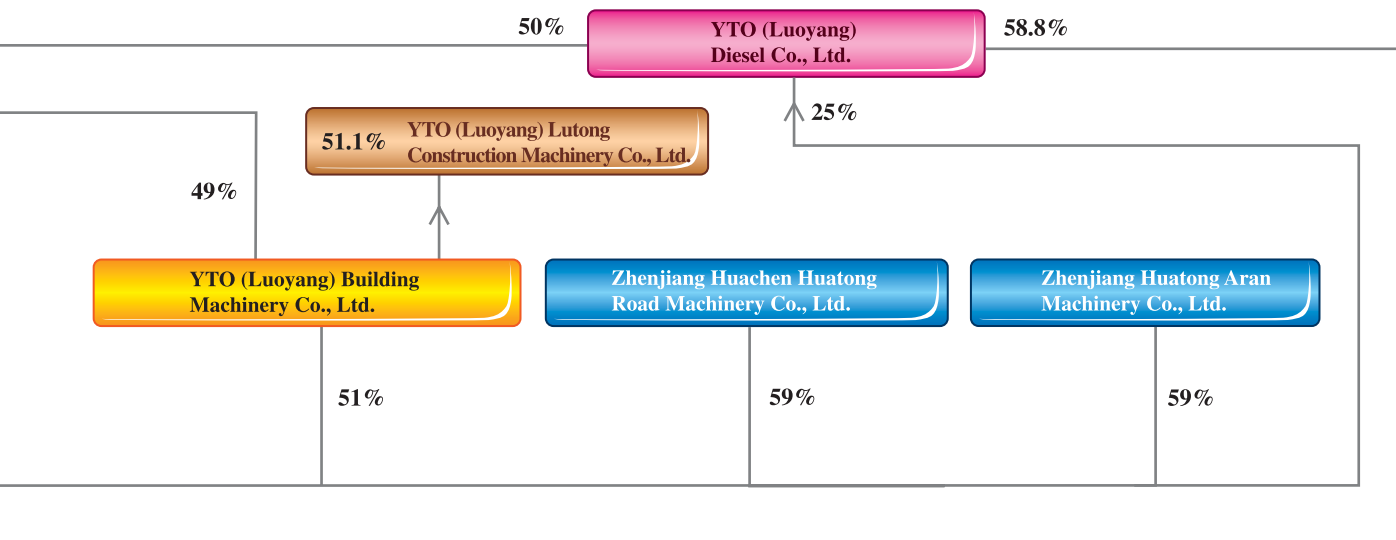 50%
YTO (Luoyang)
Diesel Co., Ltd.
58.8%
25%
51.1%
YTO (Luoyang) Lutong
Construction Machinery Co., Ltd.
49%
YTO (Luoyang) Building
Machinery Co., Ltd.
Zhenjiang Huachen Huatong
Road Machinery Co., Ltd.
Zhenjiang Huatong Aran
Machinery Co., Ltd.
51%
59%
59%